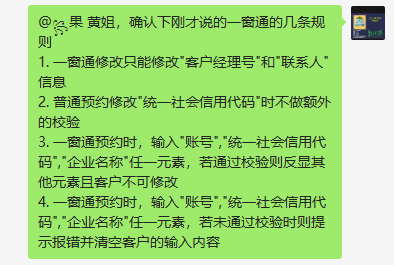 @果 黄姐，确认下刚才说的一窗通的几条规
则
1. 一窗通修改只能修改"客户经理号"和"联系人"
信息
2. 普通预约修改"统一社会信用代码"时不做额外
的校验
3. 一窗通预约时，输入"账号","统一社会信用代
码","企业名称"任一元素，若通过校验则反显其
他元素且客户不可修改
4. 一窗通预约时，输入"账号","统一社会信用代
码","企业名称"任一元素，若未通过校验时则提
示报错并清空客户的输入内容